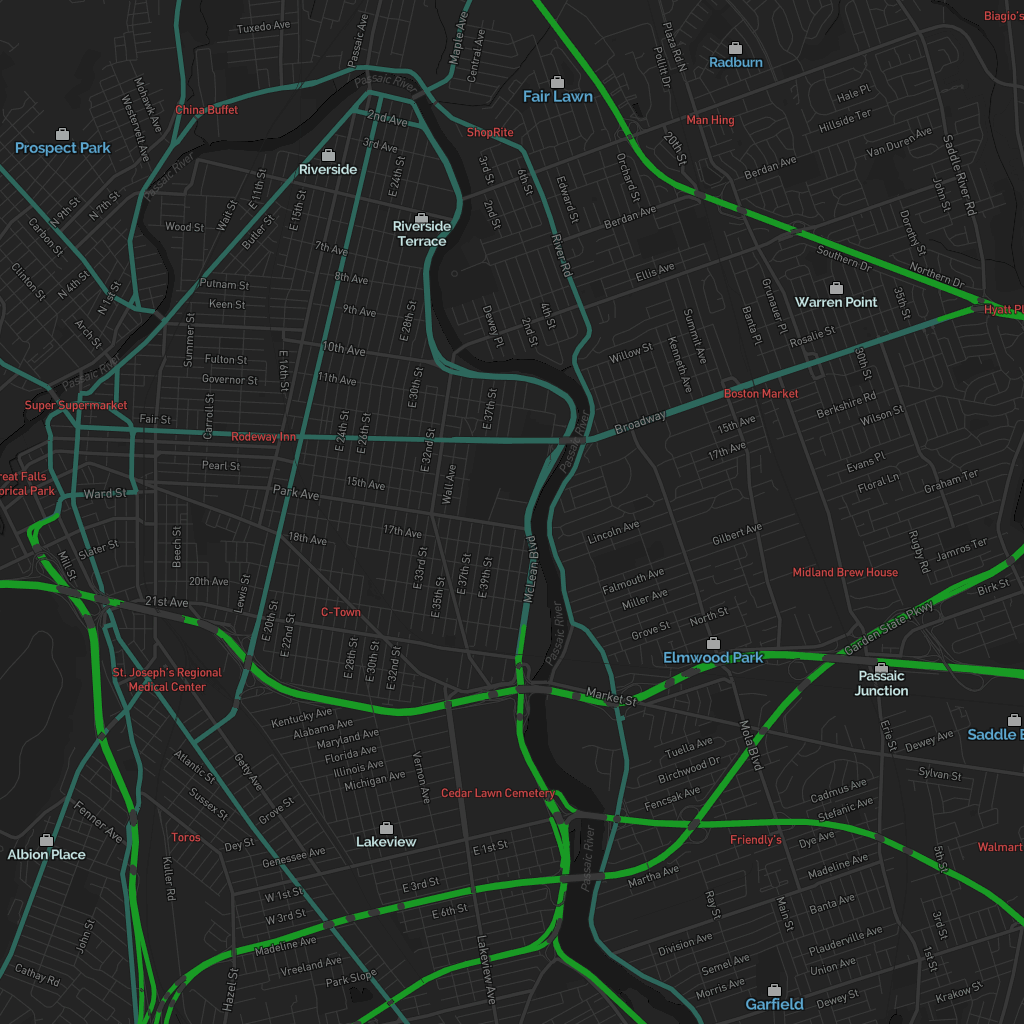 Tuxedo Ave
Passaic Ave
Maple Ave
Central Ave
Plaza Rd N
Pollitt Dr
Radburn
Biagio's
Mohawk Ave
Westervelt Ave
China Buffet
Passaic River
Fair Lawn
Hale Pl
Hillside Ter
Man Hing
Van Duren Ave
Prospect Park
2nd Ave
3rd Ave
ShopRite
20th St
Berdan Ave
Saddle River Rd
Riverside
E 24th St
3rd St
6th St
Orchard St
Edward St
John St
Passaic River
E 11th St
E 15th St
2nd St
Berdan Ave
Dorothy St
N 9th St
N 7th St
Wait St
Wood St
Butler St
Riverside
Terrace
Carbon St
7th Ave
River Rd
Southern Dr
Northern Dr
Clinton St
N 4th St
Putnam St
8th Ave
Ellis Ave
N 1st St
Keen St
9th Ave
E 28th St
Dewey Pl
4th St
2nd St
Summit Ave
Banta Pl
Grunauer Pl
Warren Point
35th St
Arch St
Summer St
10th Ave
Rosalie St
Willow St
Kenneth Ave
30th St
Passaic River
Fulton St
Governor St
E 16th St
11th Ave
E 30th St
E 37th St
Boston Market
Super Supermarket
Fair St
Carroll St
E 24th St
E 26th St
Rodeway Inn
E 32nd St
Passaic River
Broadway
15th Ave
Berkshire Rd
Wilson St
17th Ave
Pearl St
Ward St
Park Ave
15th Ave
Wall Ave
Evans Pl
Floral Ln
Graham Ter
17th Ave
18th Ave
Lincoln Ave
Gilbert Ave
Rugby Rd
Jamros Ter
Beech St
Slater St
Mill St
20th Ave
21st Ave
Lewis St
E 33rd St
E 35th St
E 37th St
E 39th St
McLean Blvd
Falmouth Ave
Miller Ave
Midland Brew House
Birk St
C-Town
E 20th St
E 22nd St
E 28th St
E 30th St
E 32nd St
Passaic River
Grove St
North St
Garden State Pkwy
Elmwood Park
St. Joseph's Regional
Medical Center
Passaic
Junction
Market St
Kentucky Ave
Alabama Ave
Maryland Ave
Florida Ave
Illinois Ave
Michigan Ave
Vernon Ave
Atlantic St
Getty Ave
Sussex St
Grove St
Mola Blvd
Erie St
Dewey Ave
Tuella Ave
Birchwood Dr
Sylvan St
Cedar Lawn Cemetery
Fencsak Ave
Cadmus Ave
Stefanic Ave
Fenner Ave
Toros
Dey St
Genessee Ave
Lakeview
E 1st St
Friendly's
Dye Ave
Walmart
Albion Place
Kuller Rd
E 3rd St
Passaic River
Martha Ave
Madeline Ave
5th St
W 1st St
W 3rd St
E 6th St
Ray St
Main St
Banta Ave
3rd St
John St
Madeline Ave
Lakeview Ave
Division Ave
Plauderville Ave
1st St
Cathay Rd
Hazel St
Vreeland Ave
Park Slope
Semel Ave
Union Ave
Morris Ave
Dewey St
Krakow St
Garfield